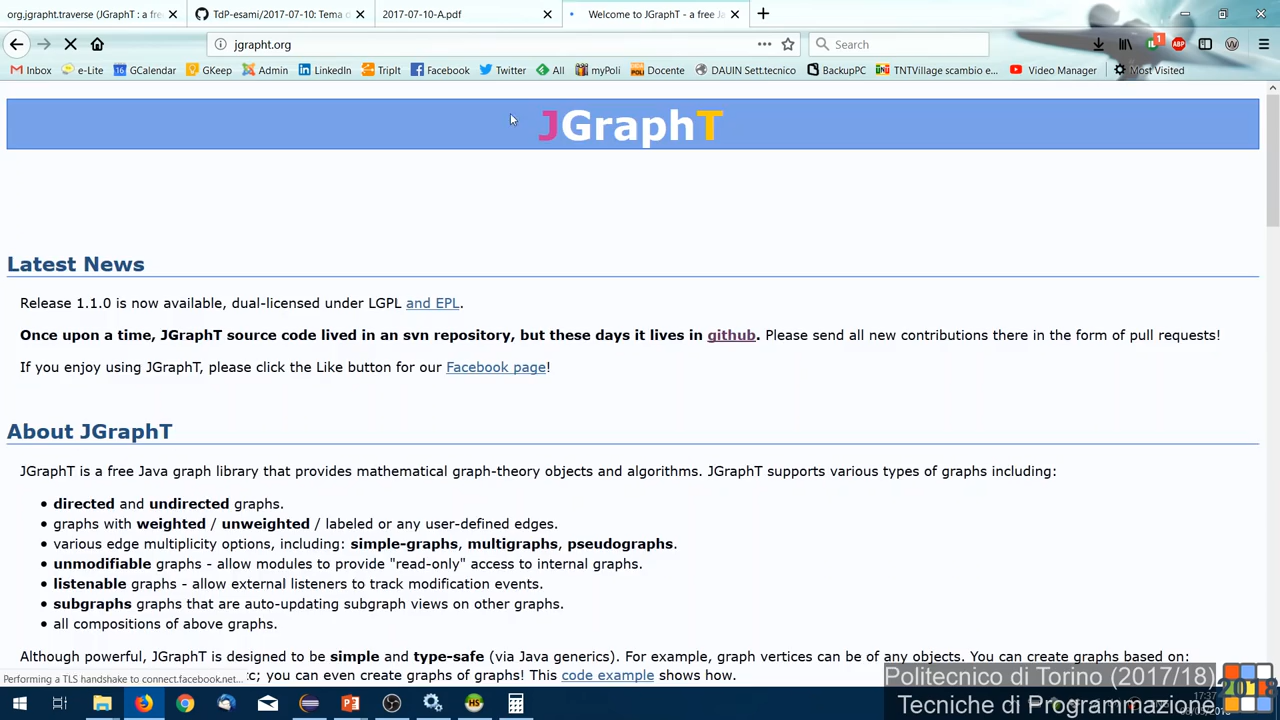 org.jgrapht.traverse (JGraphT : a fre
TdP-esami/2017-07-10: Tema d
2017-07-10-A.pdf
Welcome to JGraphT - a free Ja
jgrapht.org
Search
Inbox e-Lite GCalendar GKeep Admin LinkedIn TripIt Facebook Twitter All myPoli Docente DAUIN Sett.tecnico BackupPC TNTVillage scambio e... Video Manager Most Visited
JGraphT
Latest News
Release 1.1.0 is now available, dual-licensed under LGPL and EPL.
Once upon a time, JGraphT source code lived in an svn repository, but these days it lives in github. Please send all new contributions there in the form of pull requests!
If you enjoy using JGraphT, please click the Like button for our Facebook page!
About JGraphT
JGraphT is a free Java graph library that provides mathematical graph-theory objects and algorithms. JGraphT supports various types of graphs including:
• directed and undirected graphs.
• graphs with weighted / unweighted / labeled or any user-defined edges.
• various edge multiplicity options, including: simple-graphs, multigraphs, pseudographs.
• unmodifiable graphs - allow modules to provide "read-only" access to internal graphs.
• listenable graphs - allow external listeners to track modification events.
• subgraphs graphs that are auto-updating subgraph views on other graphs.
• all compositions of above graphs.
Although powerful, JGraphT is designed to be simple and type-safe (via Java generics). For example, graph vertices can be of any objects. You can create graphs based on:
Performing a TLS handshake to connect.facebook.net...
you can even create graphs of graphs! This code example shows how.
Politecnico di Torino (2017/18)
Tecniche di Programmazione
2018
17:37